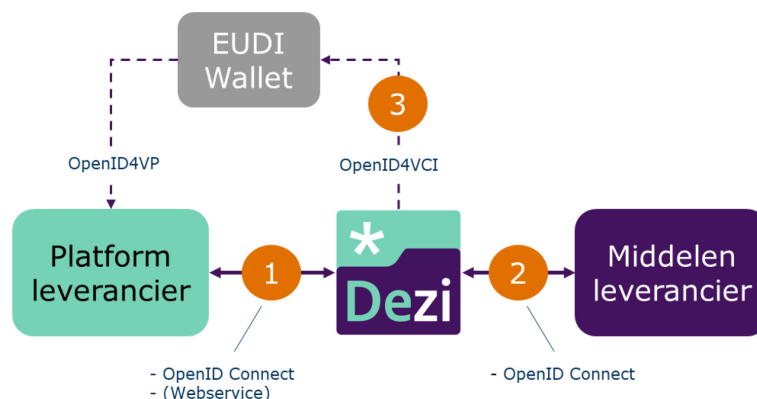 EUDI
Wallet
3
OpenID4VP
OpenID4VCI
Platform
leverancier
1
*
Dezi
2
Middelen
leverancier
- OpenID Connect
- (Webservice)
- OpenID Connect